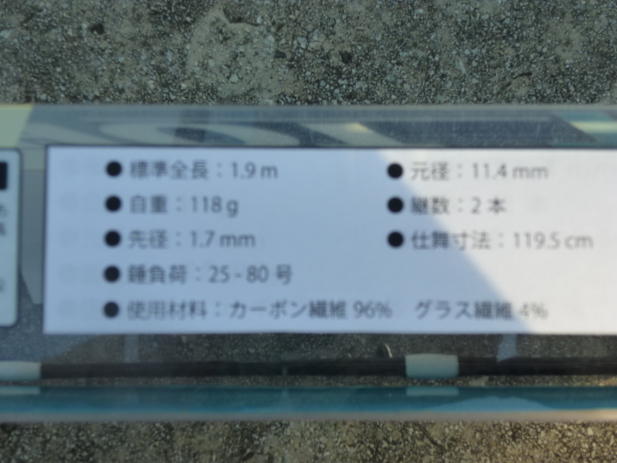 ● 標準全長：1.9 m ● 元径：11.4 mm
● 自重：118 g ● 継数：2 本
● 先径：1.7 mm ● 仕舞寸法：119.5 cm
● 錘負荷：25 - 80 号
● 使用材料：カーボン繊維 96% グラス繊維 4%